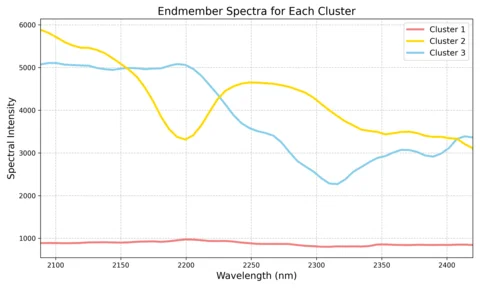 Endmember Spectra for Each Cluster
Spectral Intensity
6000
5000
4000
3000
2000
1000
Cluster 1
Cluster 2
Cluster 3
2100
2150
2200
2250
2300
2350
2400
Wavelength (nm)